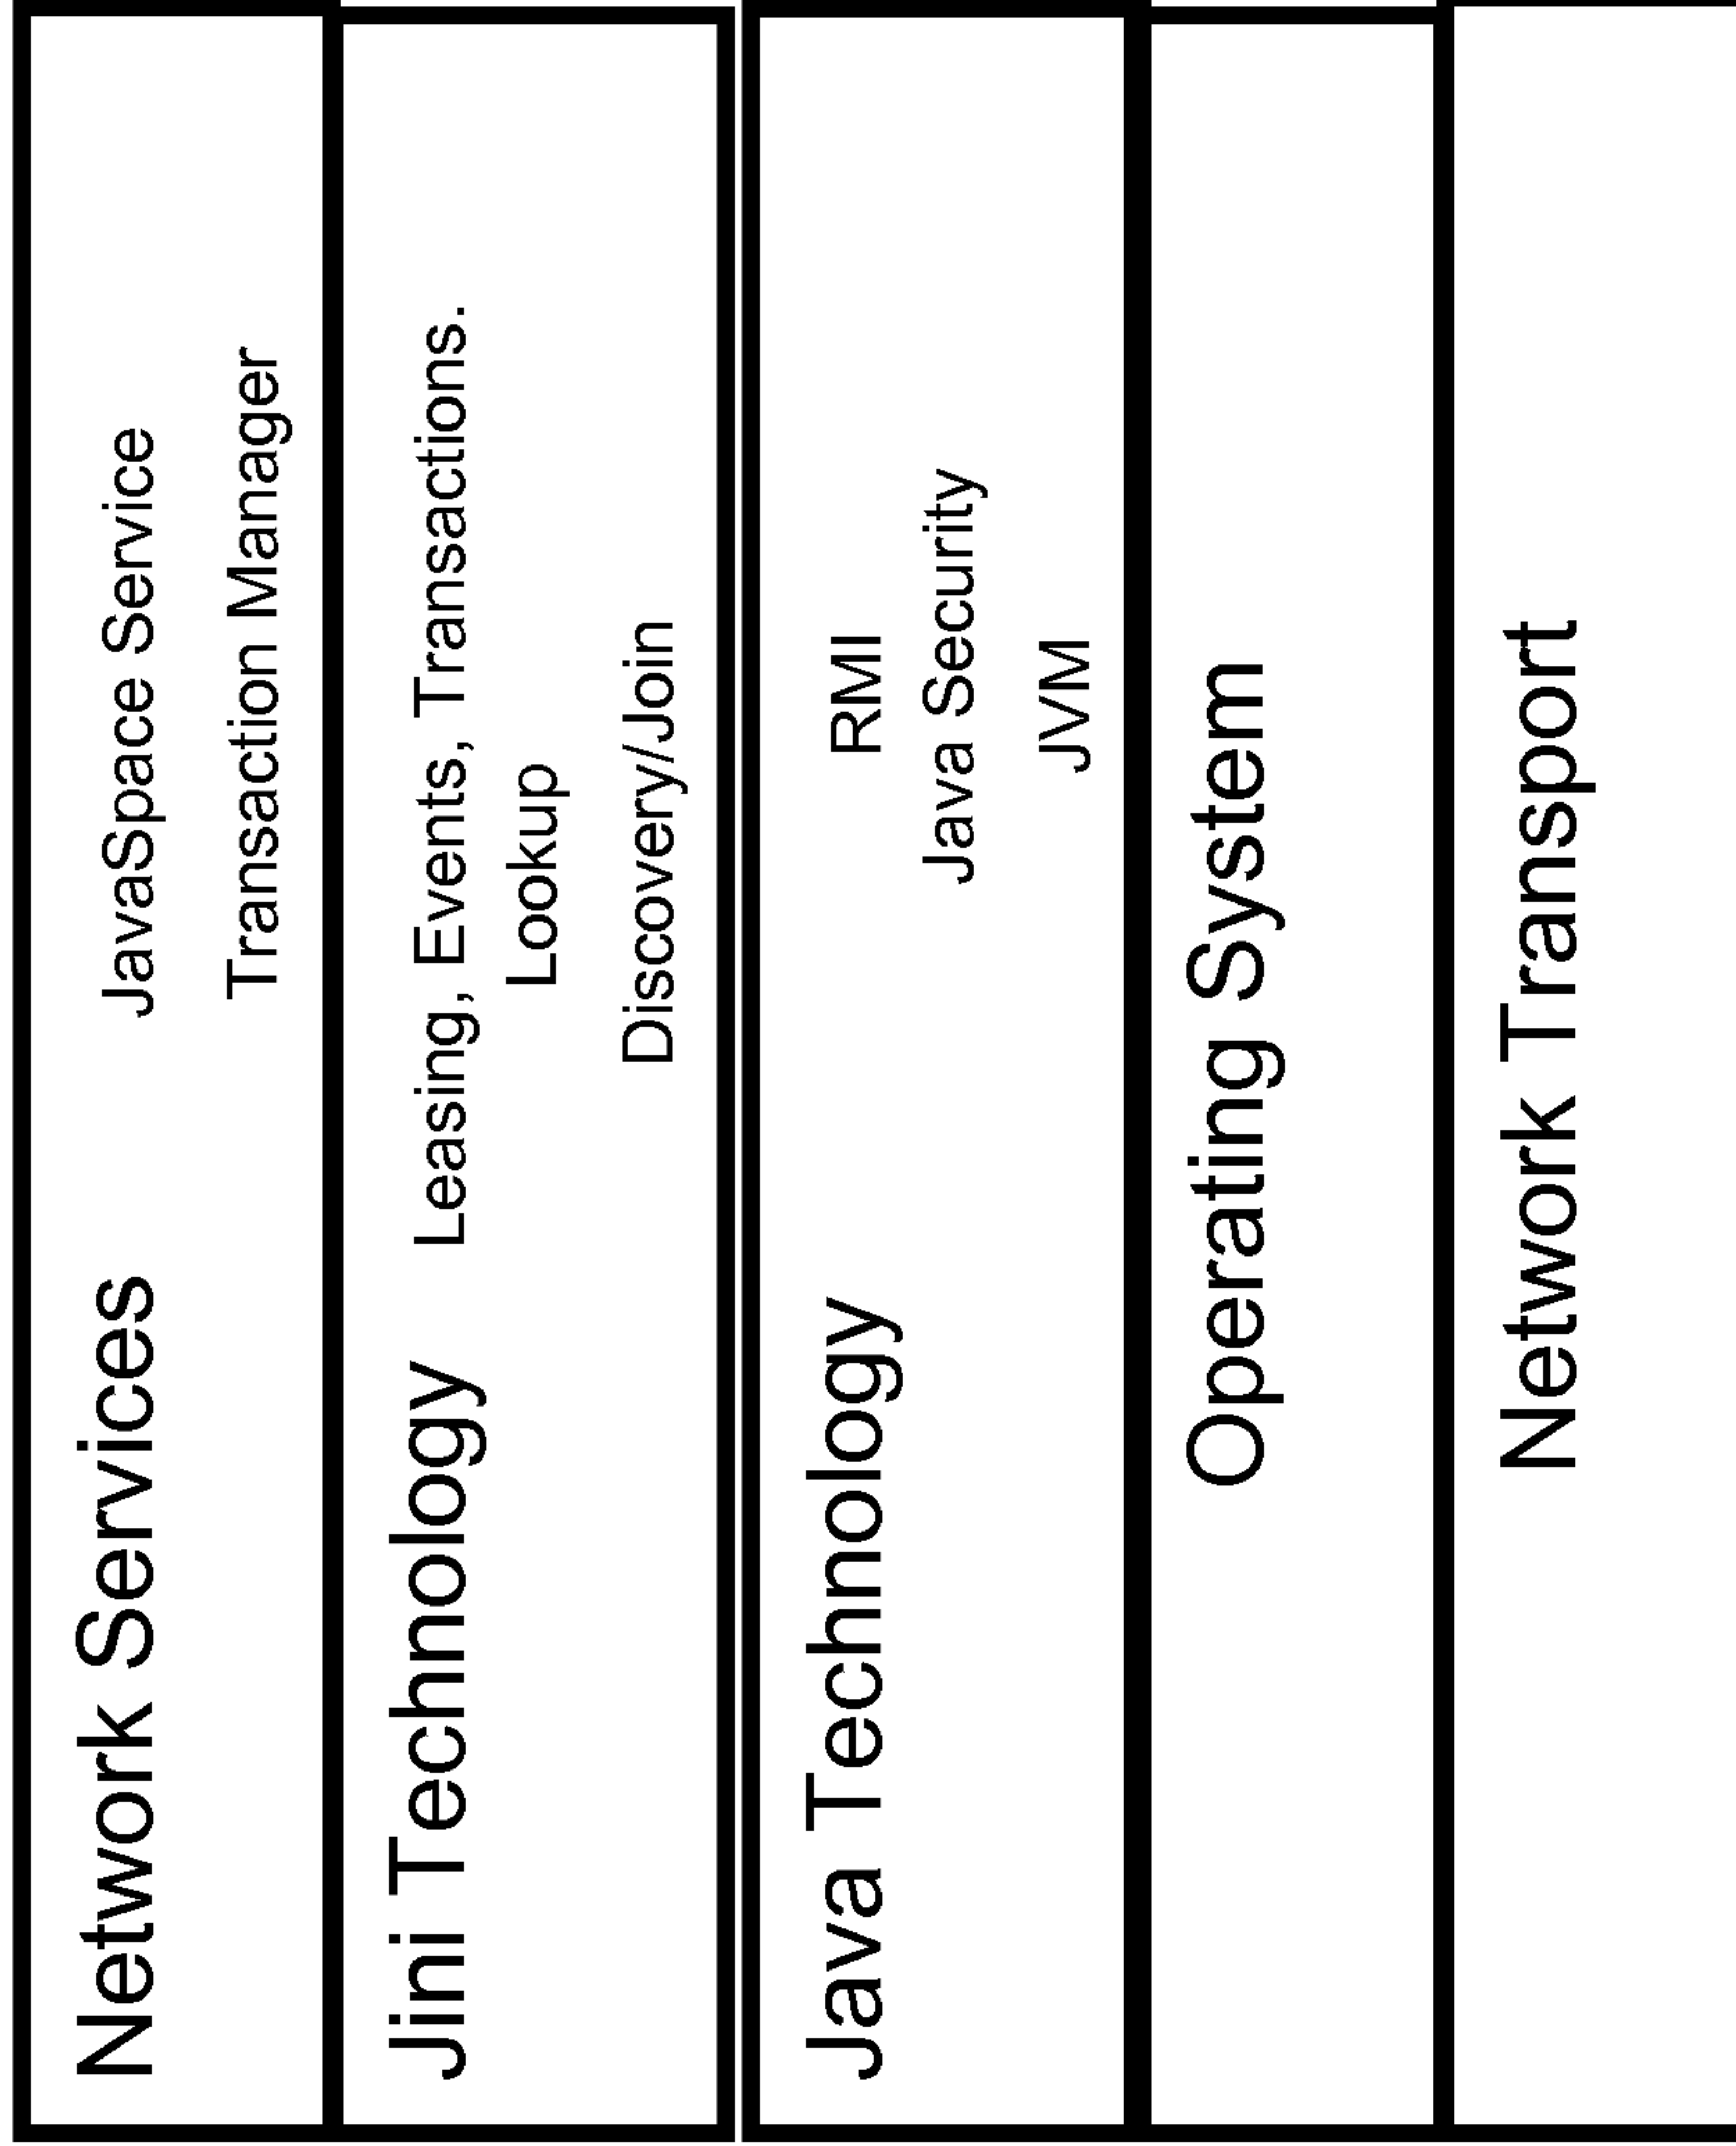 Network Services JavaSpace Service
Transaction Manager
Jini Technology Leasing, Events, Transactions.
Lookup
Discovery/Join
Java Technology RMI
Java Security
JVM
Operating System
Network Transport